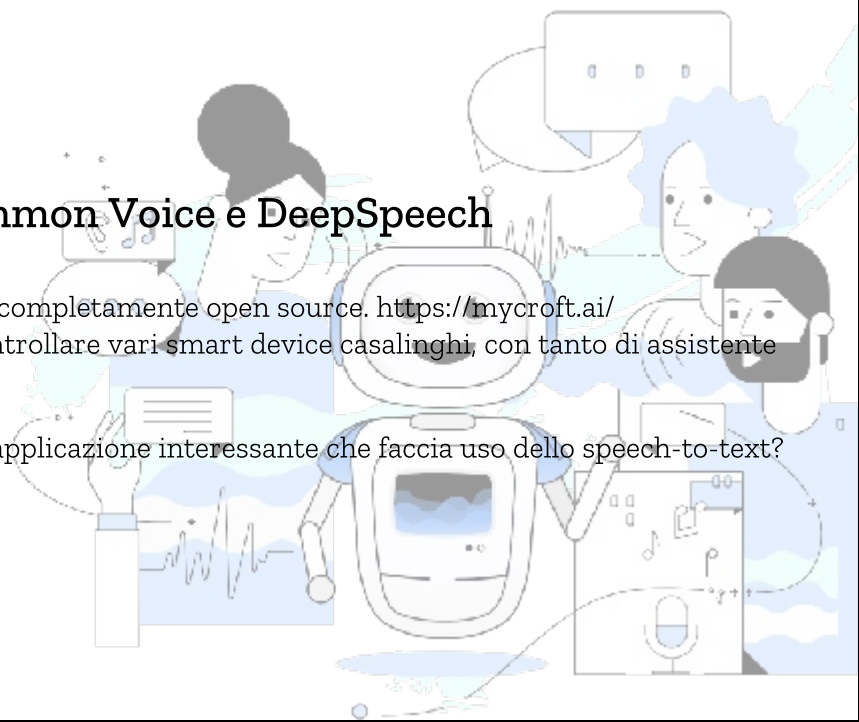 mmon Voice e DeepSpeech
completamente open source. https://mycroft.ai/
ntrollare vari smart device casalinghi, con tanto di assistente
applicazione interessante che faccia uso dello speech-to-text?